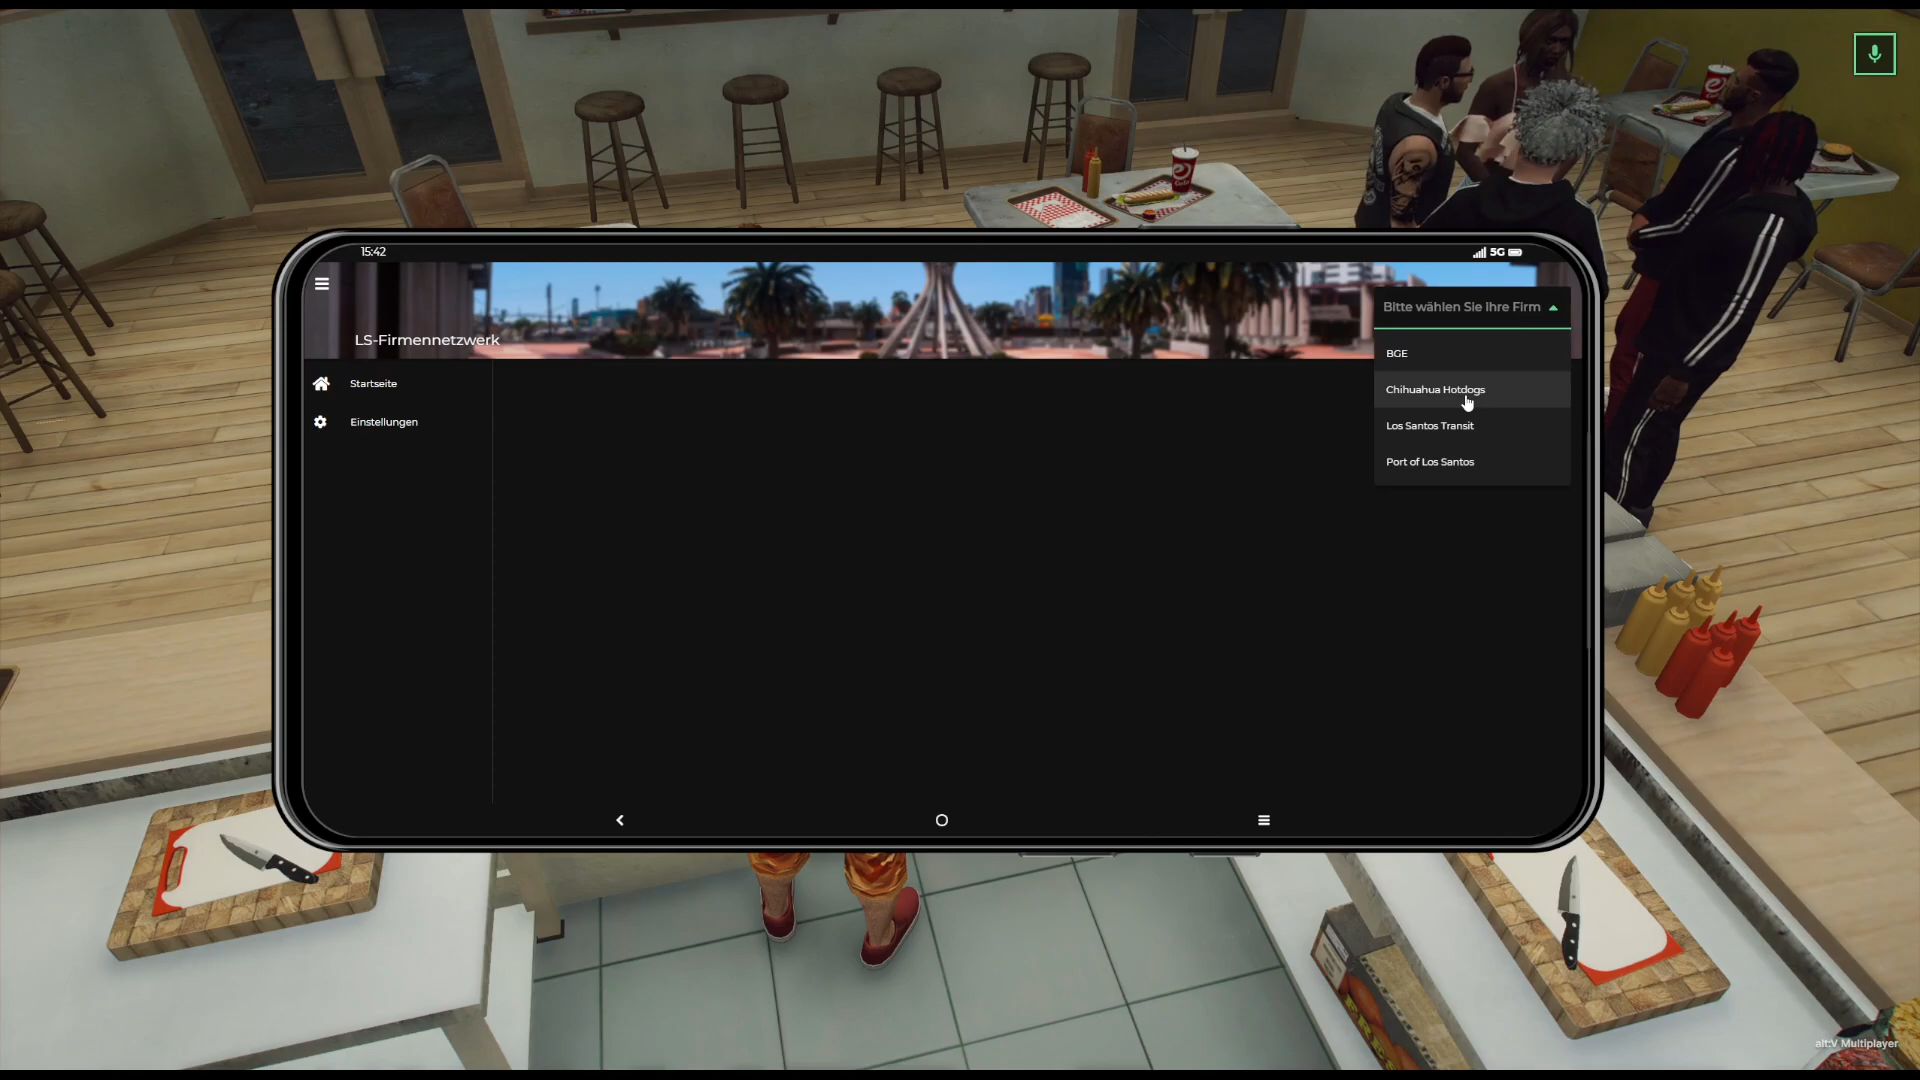 15:42
5G
LS-Firmennetzwerk
Bitte wählen Sie Ihre Firm
BGE
Startseite
Chihuahua Hotdogs
Einstellungen
Los Santos Transit
Port of Los Santos
alt:V Multiplayer